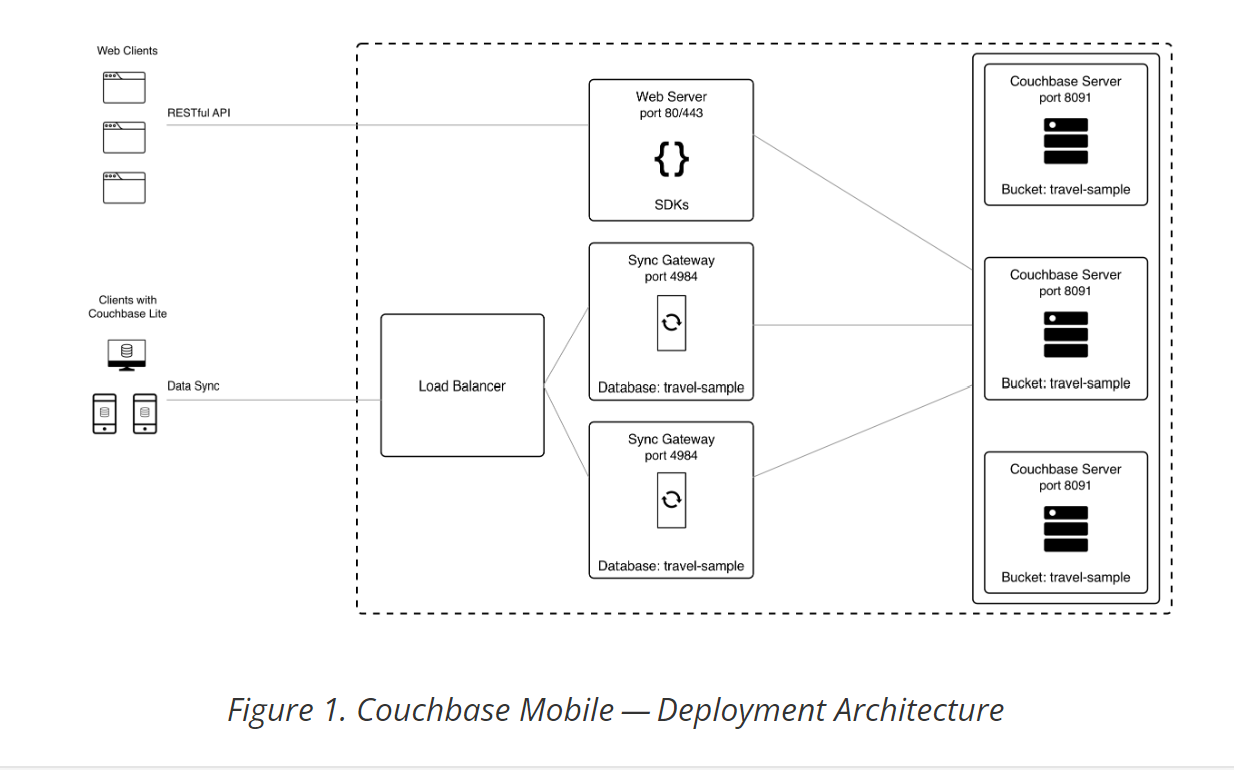 Web Clients
RESTful API
Web Server
port 80/443
{}
SDKs
Couchbase Server
port 8091
Bucket: travel-sample
Sync Gateway
port 4984
Database: travel-sample
Couchbase Server
port 8091
Bucket: travel-sample
Clients with
Couchbase Lite
Data Sync
Load Balancer
Sync Gateway
port 4984
Database: travel-sample
Couchbase Server
port 8091
Bucket: travel-sample
Figure 1. Couchbase Mobile — Deployment Architecture